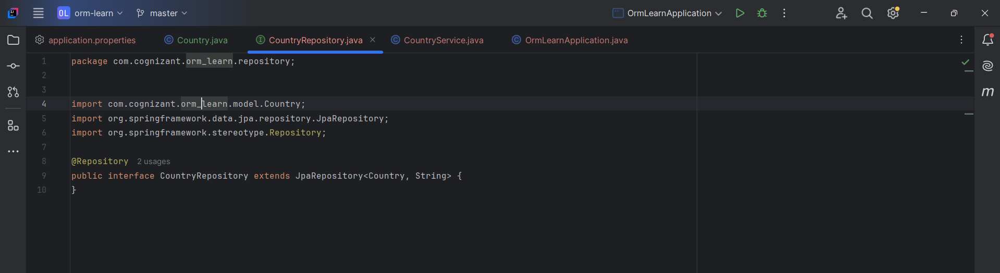 OL orm-learn master OrmLearnApplication
application.properties Country.java CountryRepository.java CountryService.java OrmLearnApplication.java
1 package com.cognizant.orm_learn.repository;
2
3
4 import com.cognizant.orm_learn.model.Country;
5 import org.springframework.data.jpa.repository.JpaRepository;
6 import org.springframework.stereotype.Repository;
7
8 @Repository 2 usages
9 public interface CountryRepository extends JpaRepository<Country, String> {
10 }